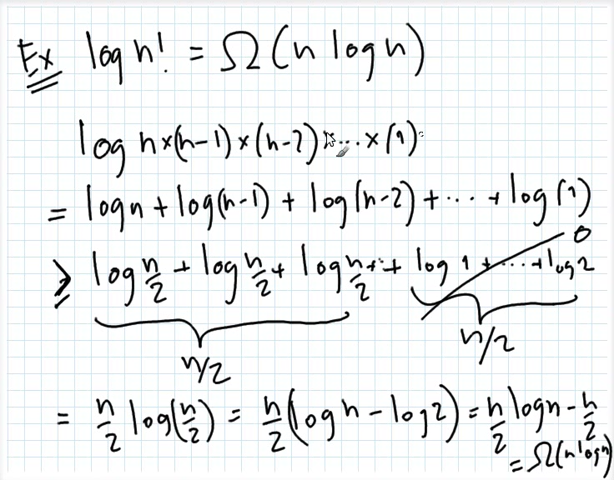 Ex log n! = Ω(n log n)
log n×(n-1)×(n-2)×...×(1)
= log n + log(n-1) + log(n-2) + ... + log(1)
≥ log n/2 + log n/2 + log n/2 + ... + log 1 + ... + log 2 0
n/2 n/2
= n/2 log(n/2) = n/2 (log n - log 2) = n/2 log n - n/2
= Ω(n log n)